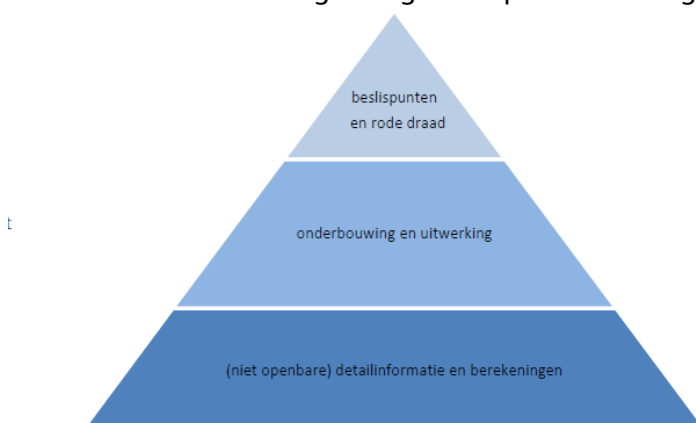 beslispunten
en rode draad
onderbouwing en uitwerking
t
(niet openbare) detailinformatie en berekeningen